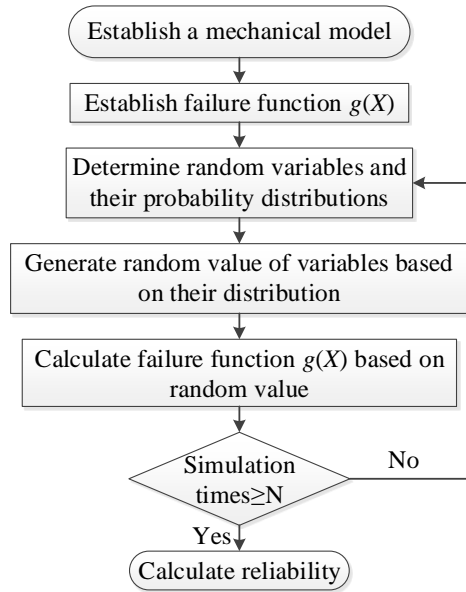 Establish a mechanical model
Establish failure function g(X)
Determine random variables and
their probability distributions
Generate random value of variables based
on their distribution
Calculate failure function g(X) based on
random value
Simulation
times≥N
No
Yes
Calculate reliability